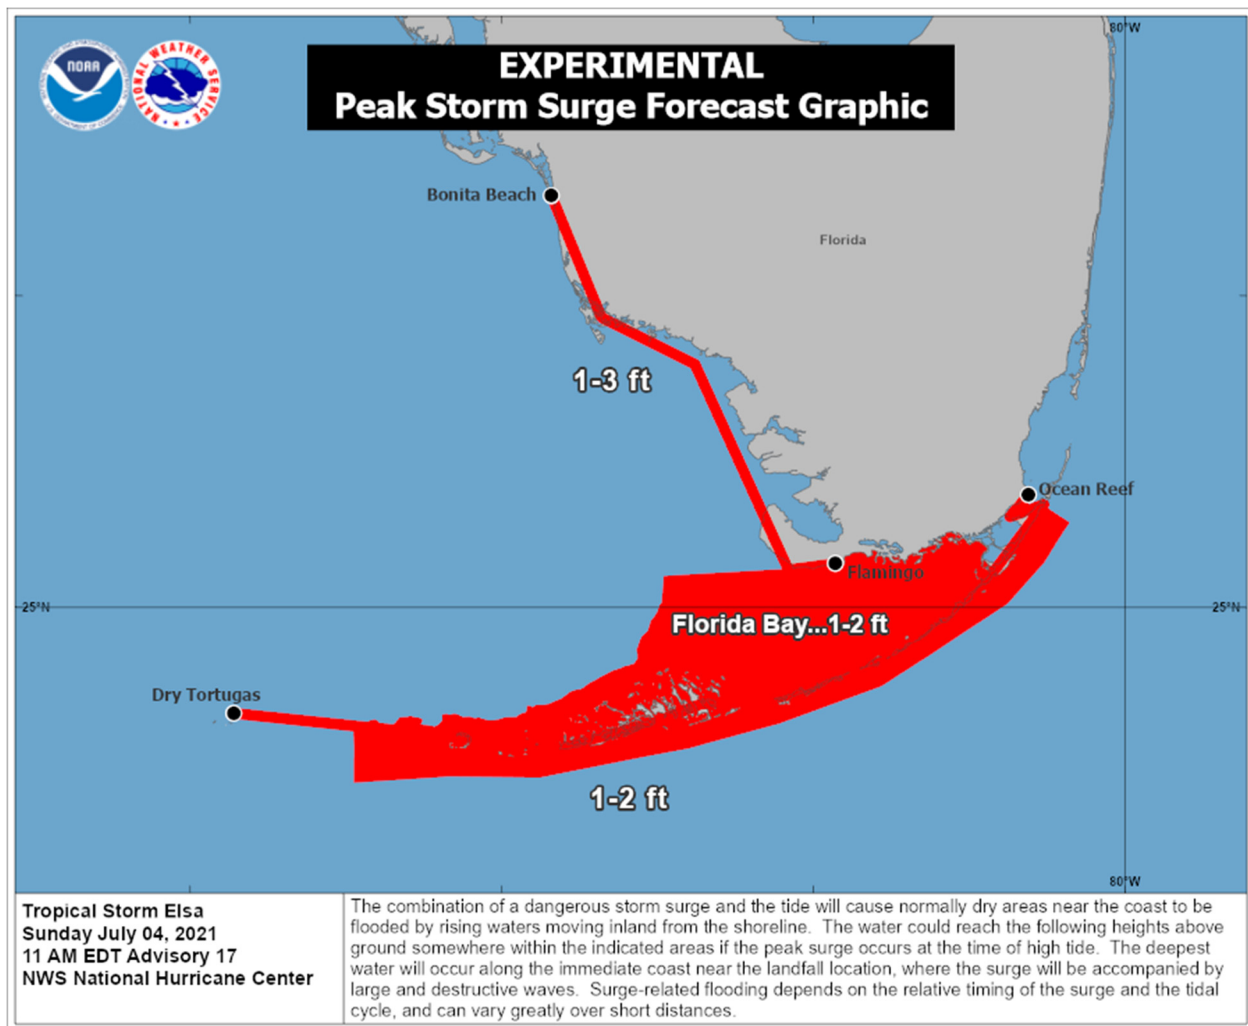 80°W
NOAA
NATIONAL WEATHER SERVICE
EXPERIMENTAL
Peak Storm Surge Forecast Graphic
Bonita Beach
Florida
1-3 ft
Ocean Reef
Flamingo
25°N
25°N
Florida Bay...1-2 ft
Dry Tortugas
1-2 ft
80°W
Tropical Storm Elsa
Sunday July 04, 2021
11 AM EDT Advisory 17
NWS National Hurricane Center
The combination of a dangerous storm surge and the tide will cause normally dry areas near the coast to be
flooded by rising waters moving inland from the shoreline. The water could reach the following heights above
ground somewhere within the indicated areas if the peak surge occurs at the time of high tide. The deepest
water will occur along the immediate coast near the landfall location, where the surge will be accompanied by
large and destructive waves. Surge-related flooding depends on the relative timing of the surge and the tidal
cycle, and can vary greatly over short distances.